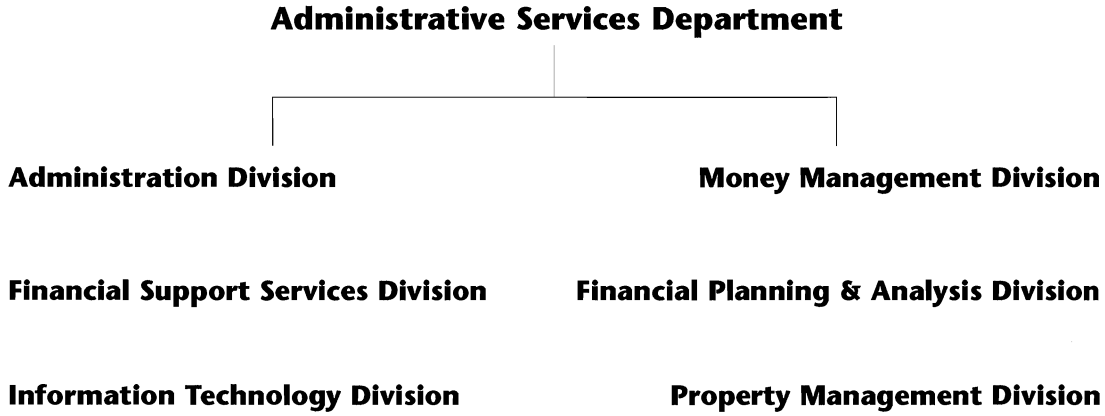 Administrative Services Department
Administration Division
Money Management Division
Financial Support Services Division
Financial Planning & Analysis Division
Information Technology Division
Property Management Division